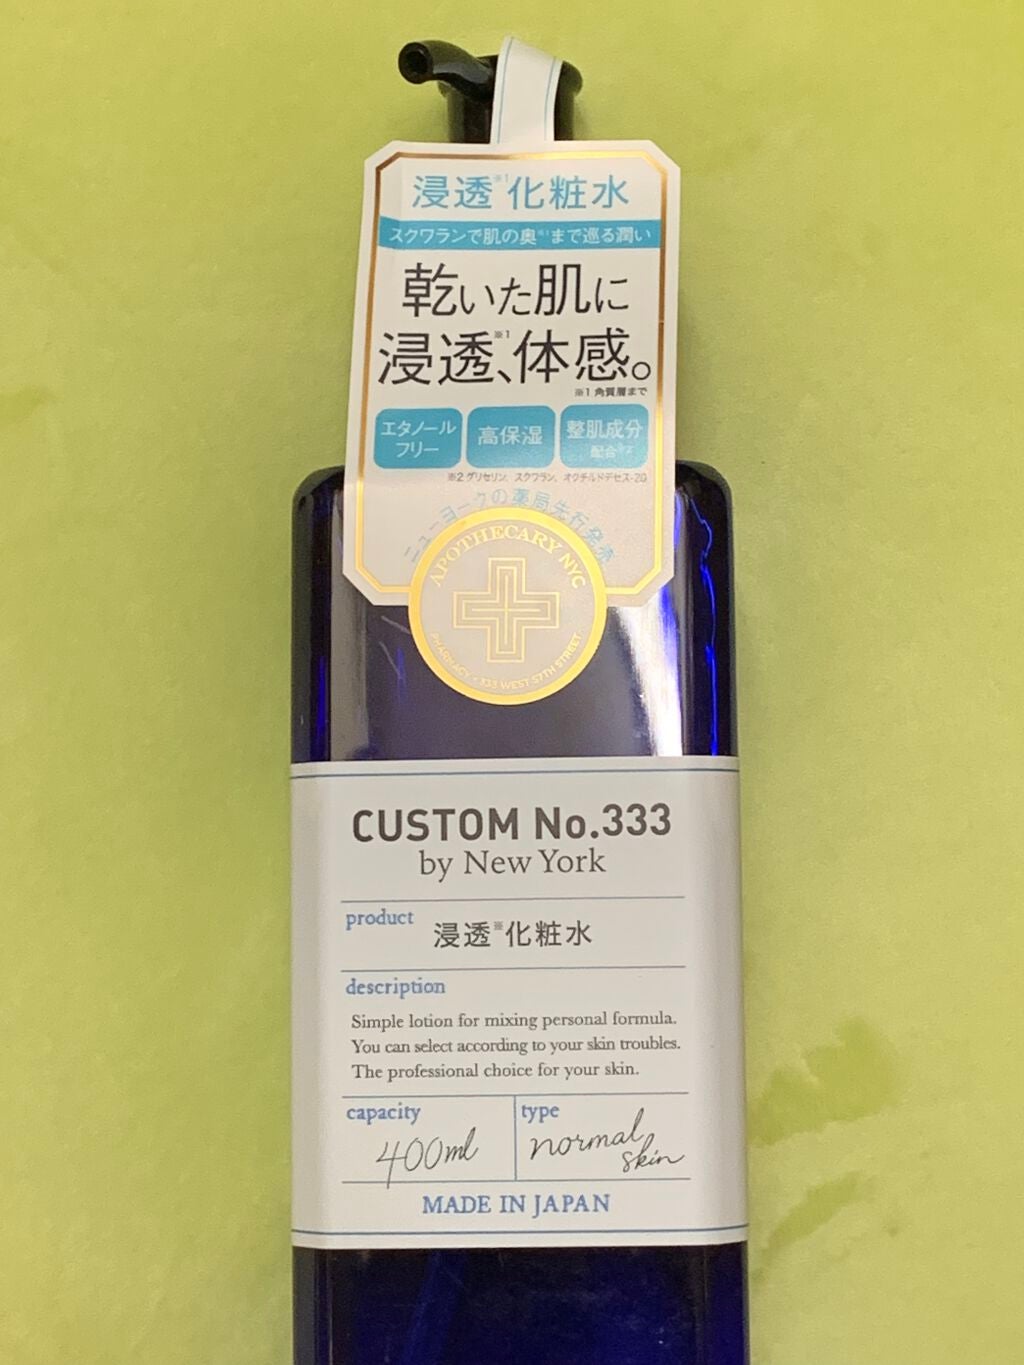 浸透※1化粧水
スクワランで肌の奥※1まで巡る潤い
乾いた肌に
浸透※1、体感。
※1 角質層まで
エタノール
フリー
高保湿
整肌成分
配合※2
※2 グリセリン、スクワラン、オクチルドデセス-20
ニューヨークの薬局先行発売
APOTHECARY NYC
PHARMACY • 333 WEST 57TH STREET
CUSTOM No.333
by New York
product 浸透※化粧水
description
Simple lotion for mixing personal formula.
You can select according to your skin troubles.
The professional choice for your skin.
capacity
400ml
type
normal
skin
MADE IN JAPAN